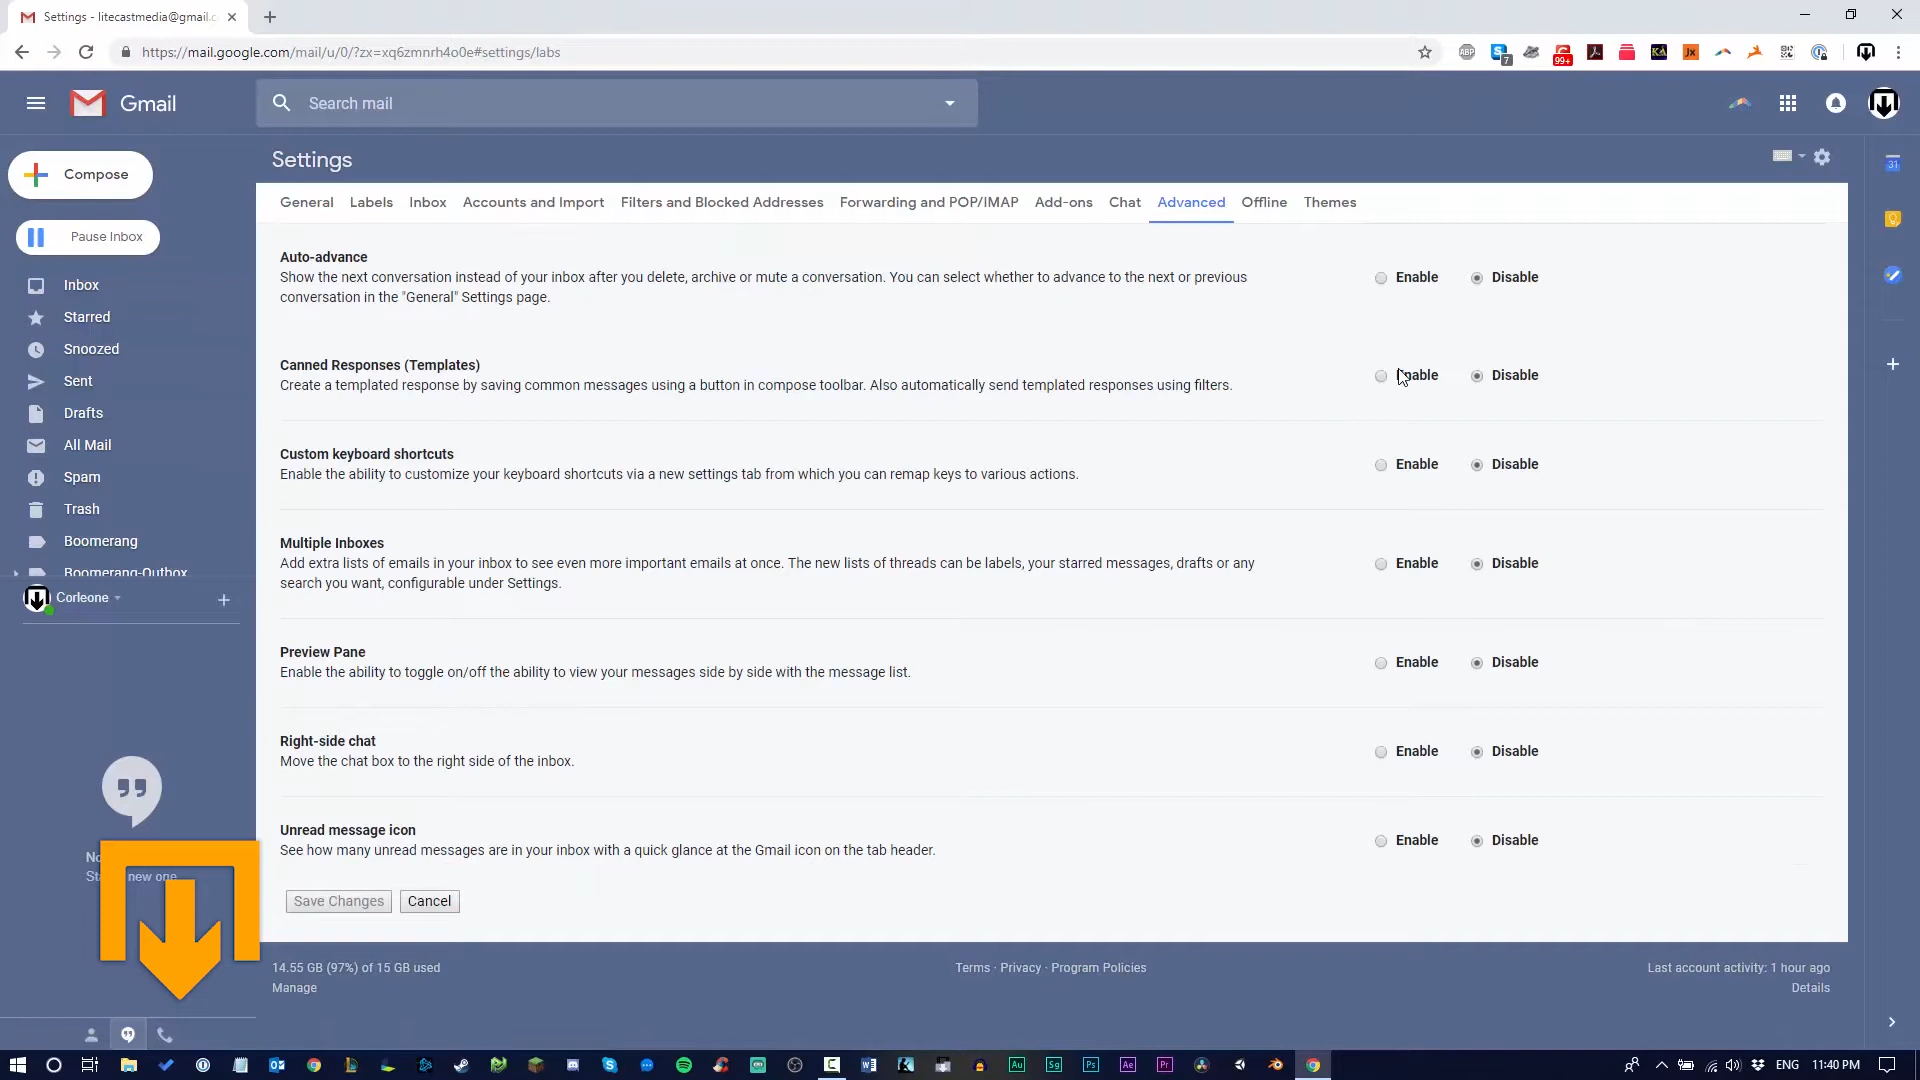 Settings - litecastmedia@gmail.c
https://mail.google.com/mail/u/0/?zx=xq6zmnrh4o0e#settings/labs
ABP
7
99+
Gmail
Search mail
Compose
Pause Inbox
Inbox
Starred
Snoozed
Sent
Drafts
All Mail
Spam
Trash
Boomerang
Boomerang-Outbox
Corleone
Settings
General Labels Inbox Accounts and Import Filters and Blocked Addresses Forwarding and POP/IMAP Add-ons Chat Advanced Offline Themes
Auto-advance
Show the next conversation instead of your inbox after you delete, archive or mute a conversation. You can select whether to advance to the next or previous
conversation in the "General" Settings page.
Enable Disable
Canned Responses (Templates)
Create a templated response by saving common messages using a button in compose toolbar. Also automatically send templated responses using filters.
Enable Disable
Custom keyboard shortcuts
Enable the ability to customize your keyboard shortcuts via a new settings tab from which you can remap keys to various actions.
Enable Disable
Multiple Inboxes
Add extra lists of emails in your inbox to see even more important emails at once. The new lists of threads can be labels, your starred messages, drafts or any
search you want, configurable under Settings.
Enable Disable
Preview Pane
Enable the ability to toggle on/off the ability to view your messages side by side with the message list.
Enable Disable
Right-side chat
Move the chat box to the right side of the inbox.
Enable Disable
Unread message icon
See how many unread messages are in your inbox with a quick glance at the Gmail icon on the tab header.
Enable Disable
Save Changes Cancel
new one
14.55 GB (97%) of 15 GB used
Manage
Terms · Privacy · Program Policies
Last account activity: 1 hour ago
Details
31
Au Sg Ps Ae Pr
ENG 11:40 PM